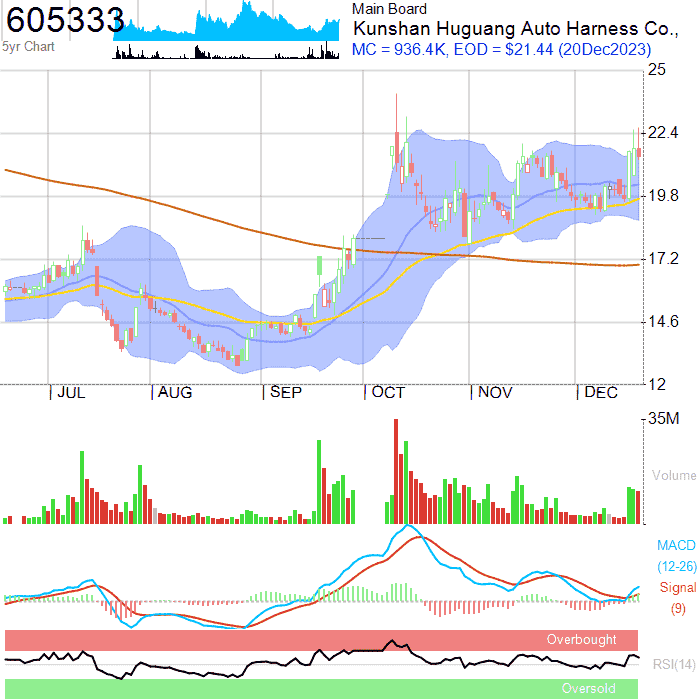 605333
5yr Chart
Main Board
Kunshan Huguang Auto Harness Co.,
MC = 936.4K, EOD = $21.44 (20Dec2023)
25
22.4
19.8
17.2
14.6
12
| JUL | AUG | SEP | OCT | NOV | DEC
35M
Volume
MACD
(12-26)
Signal
(9)
Overbought
RSI(14)
Oversold